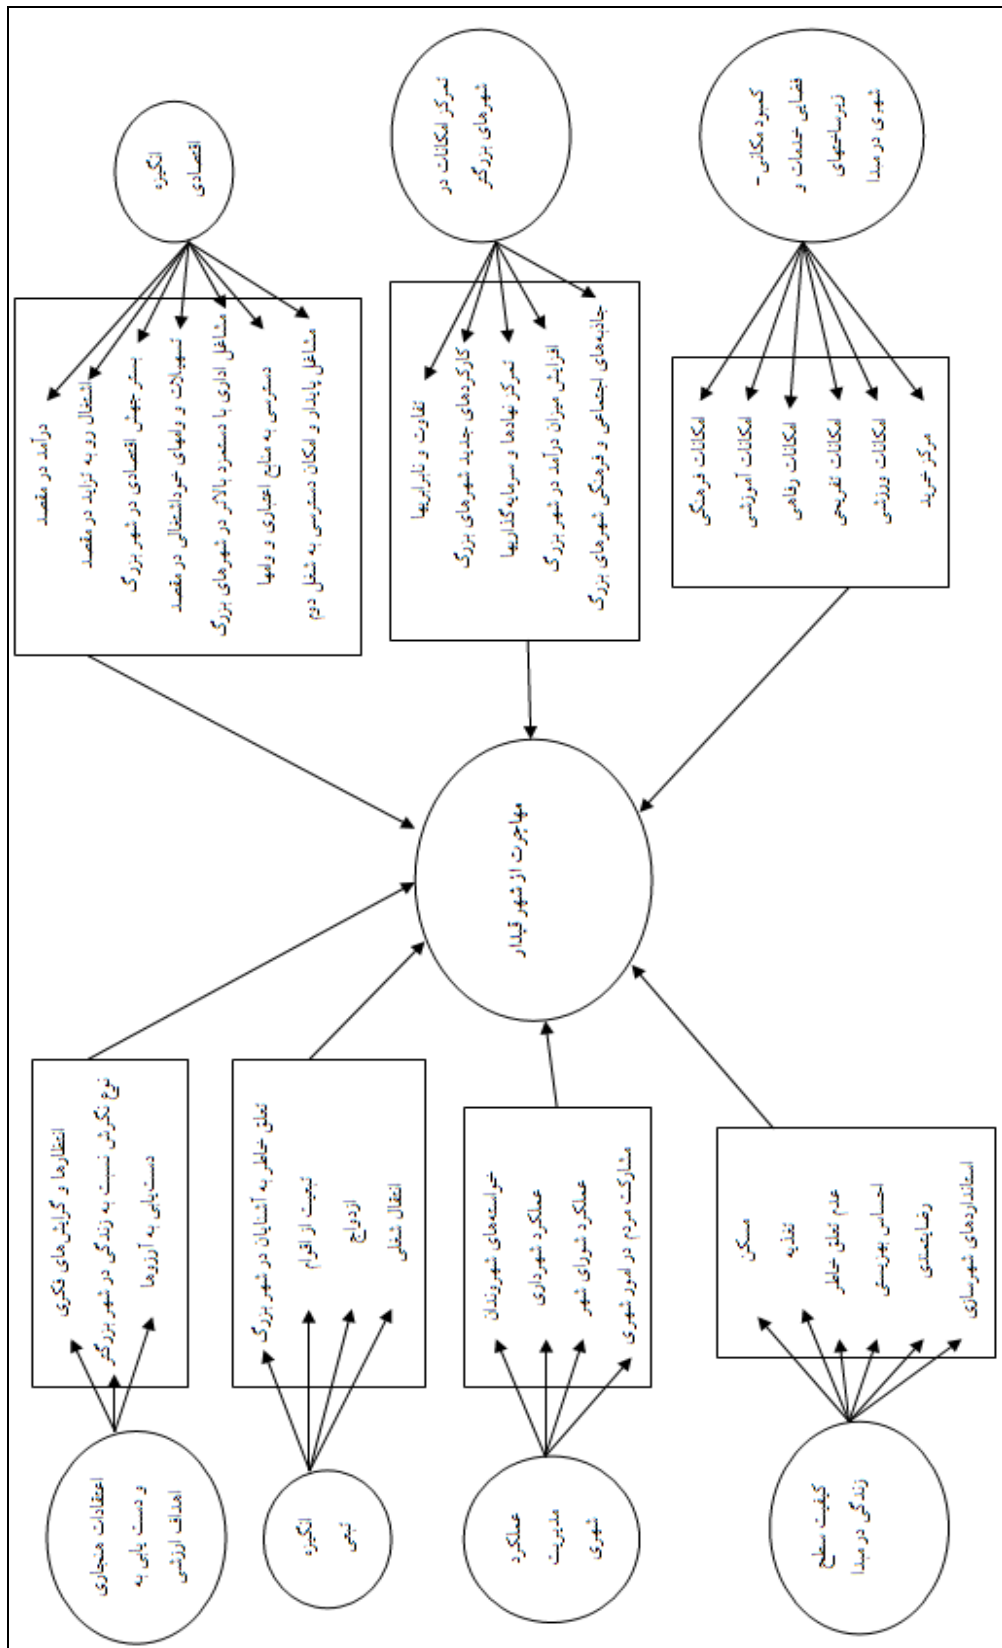 انگیزه
اقتصادی
درآمد در مقصد
اشتغال رو به تزاید در مقصد
بستر جهش اقتصادی در شهر بزرگ
تسهیلات و وامهای خوداشتغالی در مقصد
مشاغل اداری با دستمزد بالاتر در شهرهای بزرگ
دسترسی به منابع اعتباری و وامها
مشاغل پایدار و امکان دسترسی به شغل دوم
تمرکز امکانات در
شهرهای بزرگتر
تفاوت و نابرابریها
کارکردهای جدید شهرهای بزرگ
تمرکز نهادها و سرمایه‌گذاریها
افزایش میزان درآمد در شهر بزرگ
جاذبه‌های اجتماعی و فرهنگی شهرهای بزرگ
کمبود مکانی -
فضایی خدمات و
زیرساختهای
شهری در مبدا
امکانات فرهنگی
امکانات آموزشی
امکانات رفاهی
امکانات تفریحی
امکانات ورزشی
مرکز خرید
مهاجرت از شهر قیدار
انتظارها و گرایش‌های فکری
نوع نگرش نسبت به زندگی در شهر بزرگتر
دست‌یابی به آرزوها
اعتقادات هنجاری
و دست یابی به
اهداف ارزشی
تعلق خاطر به آشنایان در شهر بزرگ
تبعیت از اقوام
ازدواج
انتقال شغلی
انگیزه
تبعی
خواسته‌های شهروندان
عملکرد شهرداری
عملکرد شورای شهر
مشارکت مردم در امور شهری
عملکرد
مدیریت
شهری
مسکن
تغذیه
عدم تعلق خاطر
احساس بهزیستی
رضایتمندی
استانداردهای شهرسازی
کیفیت سطح
زندگی در مبدا